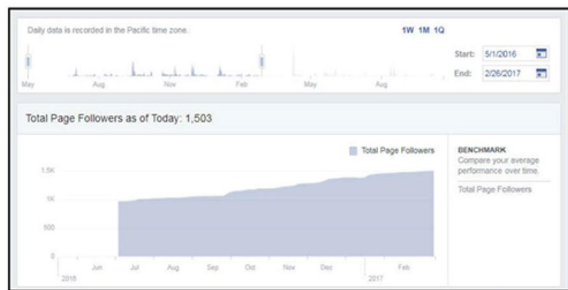 Daily data is recorded in the Pacific time zone.
1W 1M 1Q
Start: 5/1/2016
End: 2/26/2017
May Aug Nov Feb May Aug
Total Page Followers as of Today: 1,503
Total Page Followers
BENCHMARK
Compare your average
performance over time.
Total Page Followers
1.5K
1K
500
0
Jun Jul Aug Sep Oct Nov Dec Feb
2016 2017